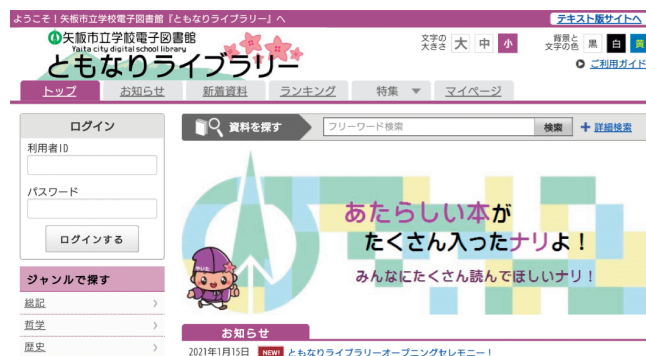 ようこそ！矢板市立学校電子図書館『ともなりライブラリー』へ
テキスト版サイトへ
矢板市立学校電子図書館
Yaita city digital school library
ともなりライブラリー
文字の大きさ 大 中 小
背景と文字の色 黒 白 黄
ご利用ガイド
トップ お知らせ 新着資料 ランキング 特集 ▼ マイページ
ログイン
利用者ID
パスワード
ログインする
資料を探す フリーワード検索 検索 + 詳細検索
あたらしい本が
たくさん入ったナリよ！
みんなにたくさん読んでほしいナリ！
ジャンルで探す
総記
哲学
歴史
お知らせ
2021年1月15日 NEW! ともなりライブラリーオープニングセレモニー！